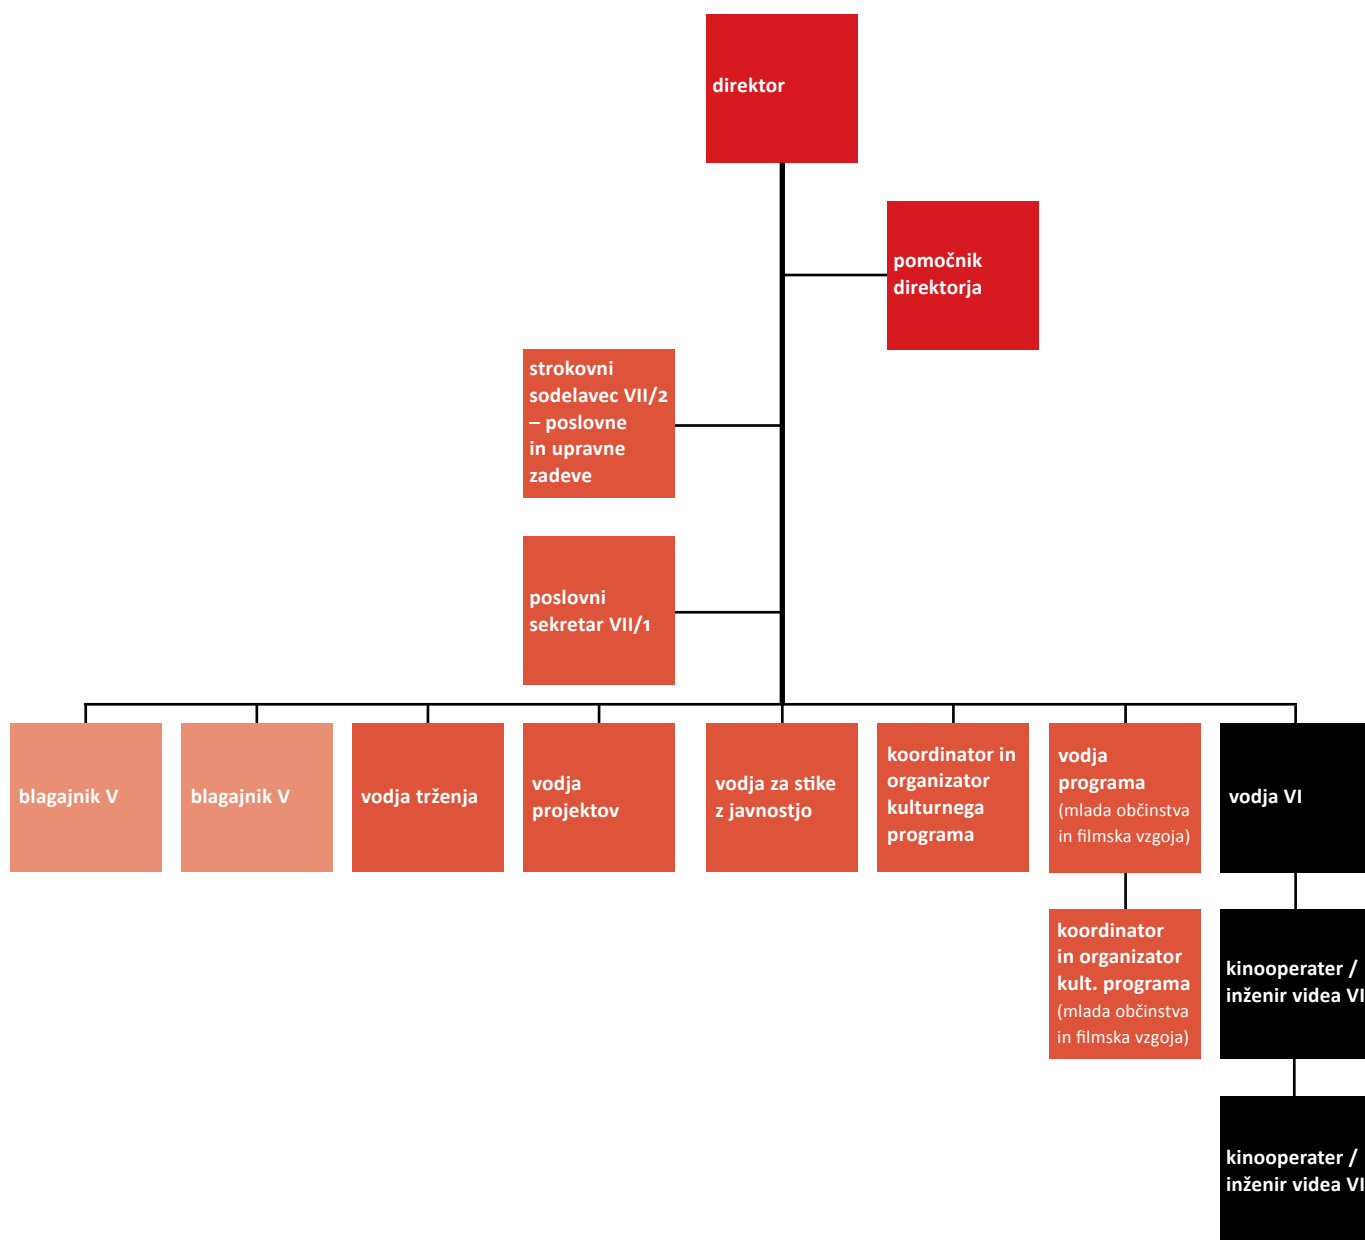 direktor
pomočnik
direktorja
strokovni
sodelavec VII/2
– poslovne
in upravne
zadeve
poslovni
sekretar VII/1
blagajnik V
blagajnik V
vodja trženja
vodja
projektov
vodja za stike
z javnostjo
koordinator in
organizator
kulturnega
programa
vodja
programa
(mlada občinstva
in filmska vzgoja)
vodja VI
koordinator
in organizator
kult. programa
(mlada občinstva
in filmska vzgoja)
kinooperater /
inženir videa VI
kinooperater /
inženir videa VI